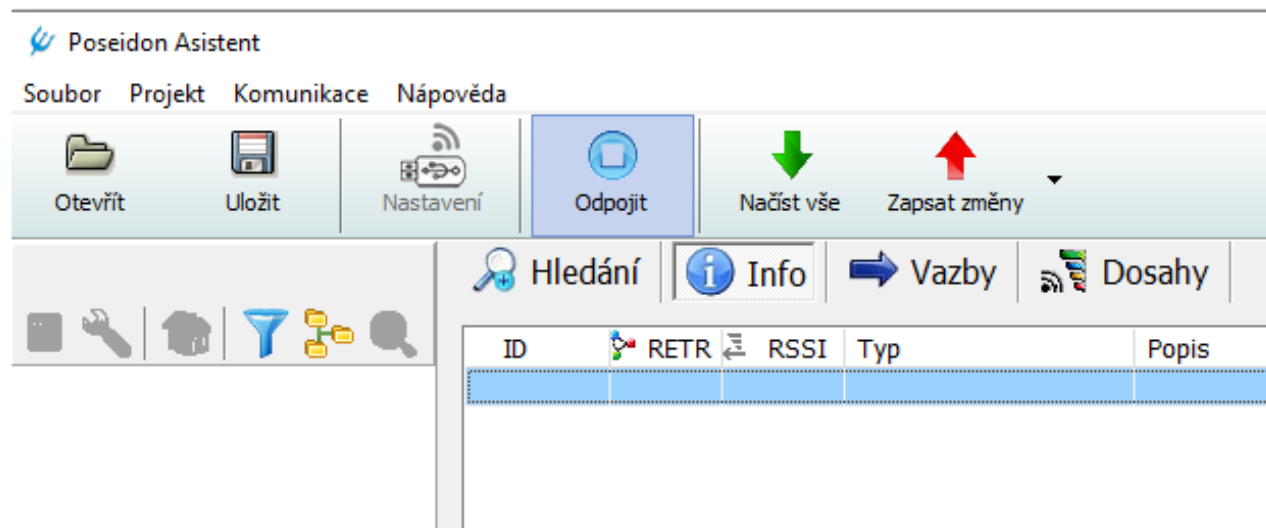 Poseidon Asistent
Soubor Projekt Komunikace Nápověda
Otevřít Uložit Nastavení Odpojit Načíst vše Zapsat změny
Hledání Info Vazby Dosahy
ID RETR RSSI Typ Popis